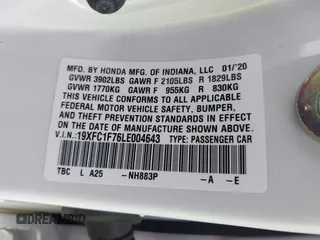 MFD. BY HONDA MFG. OF INDIANA, LLC 01/'20
GVWR 3902LBS GAWR F 2105LBS R 1829LBS
GVWR 1770KG GAWR F 955KG R 830KG
THIS VEHICLE CONFORMS TO ALL APPLICABLE
FEDERAL MOTOR VEHICLE SAFETY, BUMPER,
AND THEFT PREVENTION STANDARDS IN EFFECT
ON THE DATE OF MANUFACTURE SHOWN ABOVE.
V.I.N.: 19XFC1F76LE004643 TYPE: PASSENGER CAR
TBC L A25 -NH883P -A -E
DREAMBID